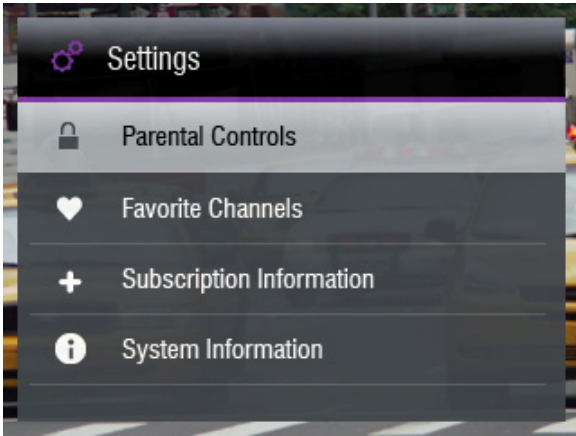 Settings
Parental Controls
Favorite Channels
Subscription Information
System Information